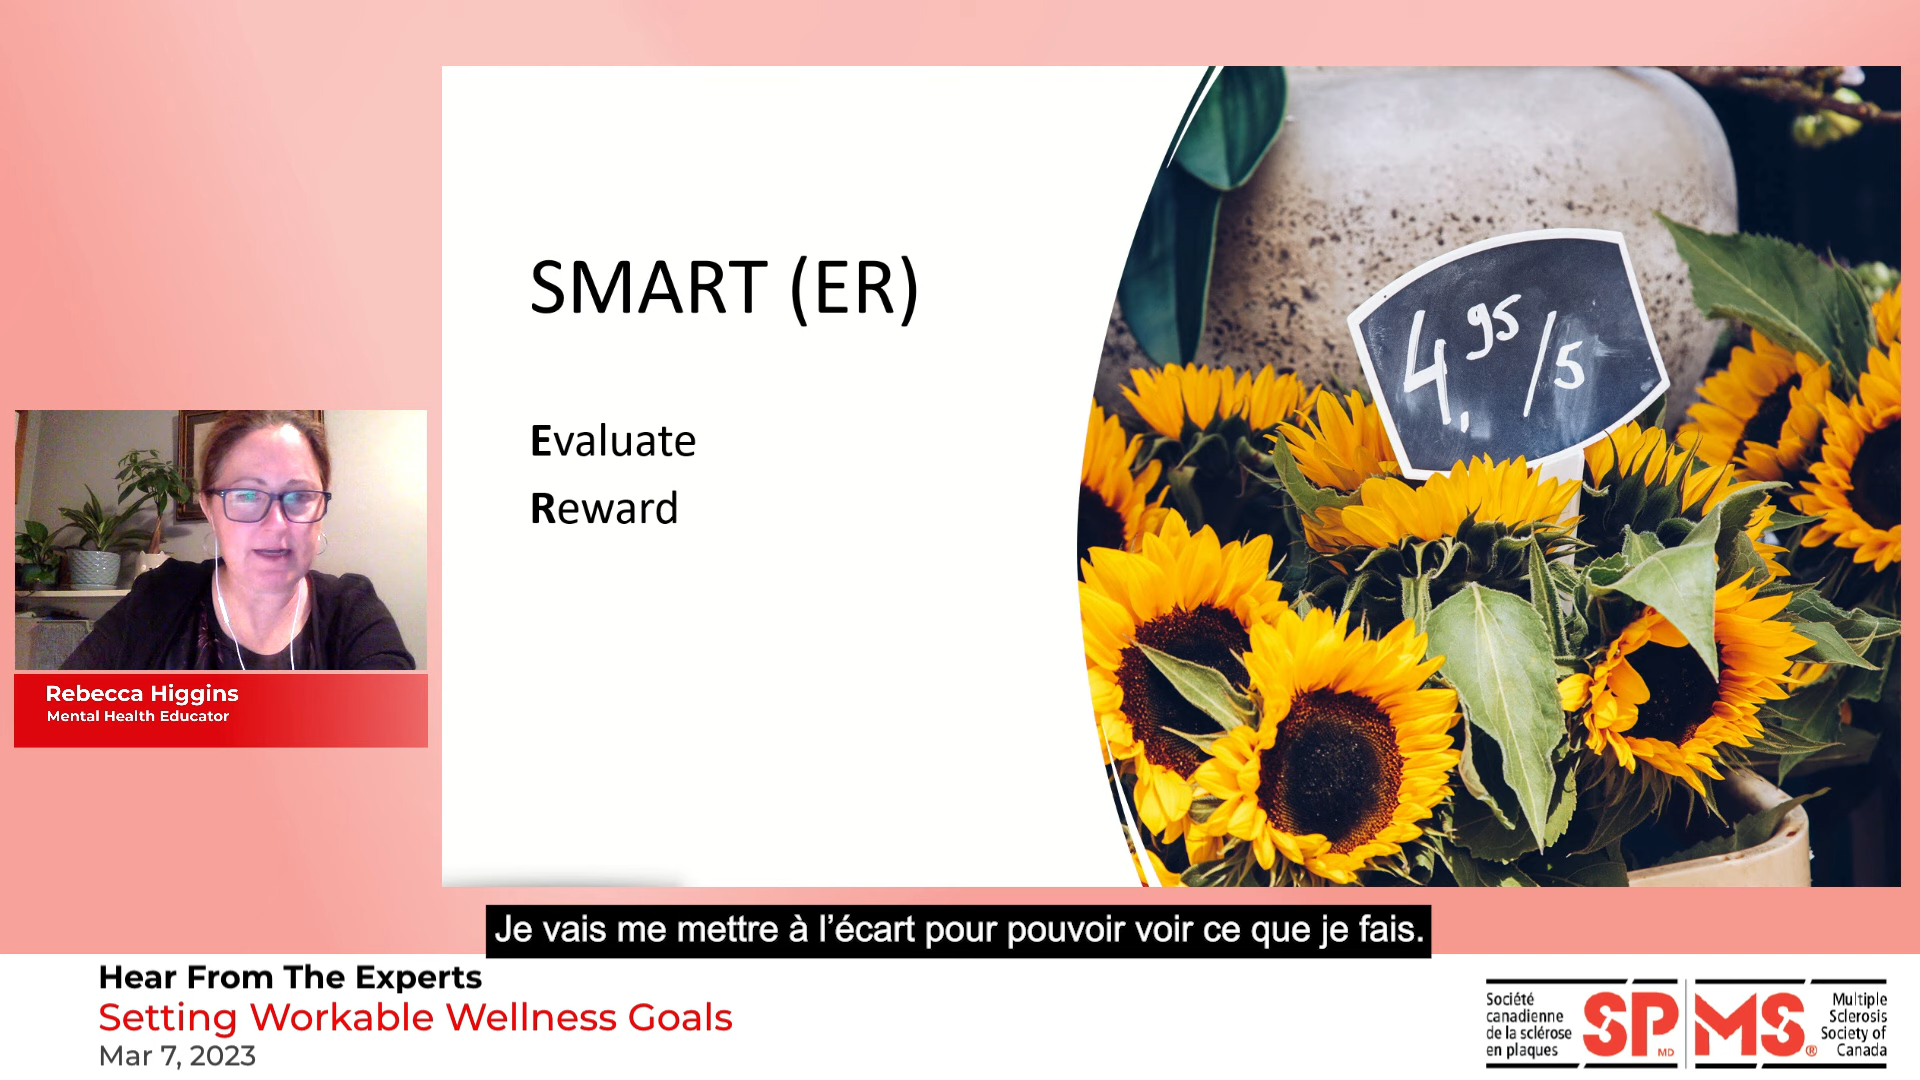 SMART (ER)
Evaluate
Reward
4.95/5
Rebecca Higgins
Mental Health Educator
Je vais me mettre à l’écart pour pouvoir voir ce que je fais.
Hear From The Experts
Setting Workable Wellness Goals
Mar 7, 2023
Société
canadienne
de la sclérose
en plaques
SP
MD
MS
®
Multiple
Sclerosis
Society of
Canada